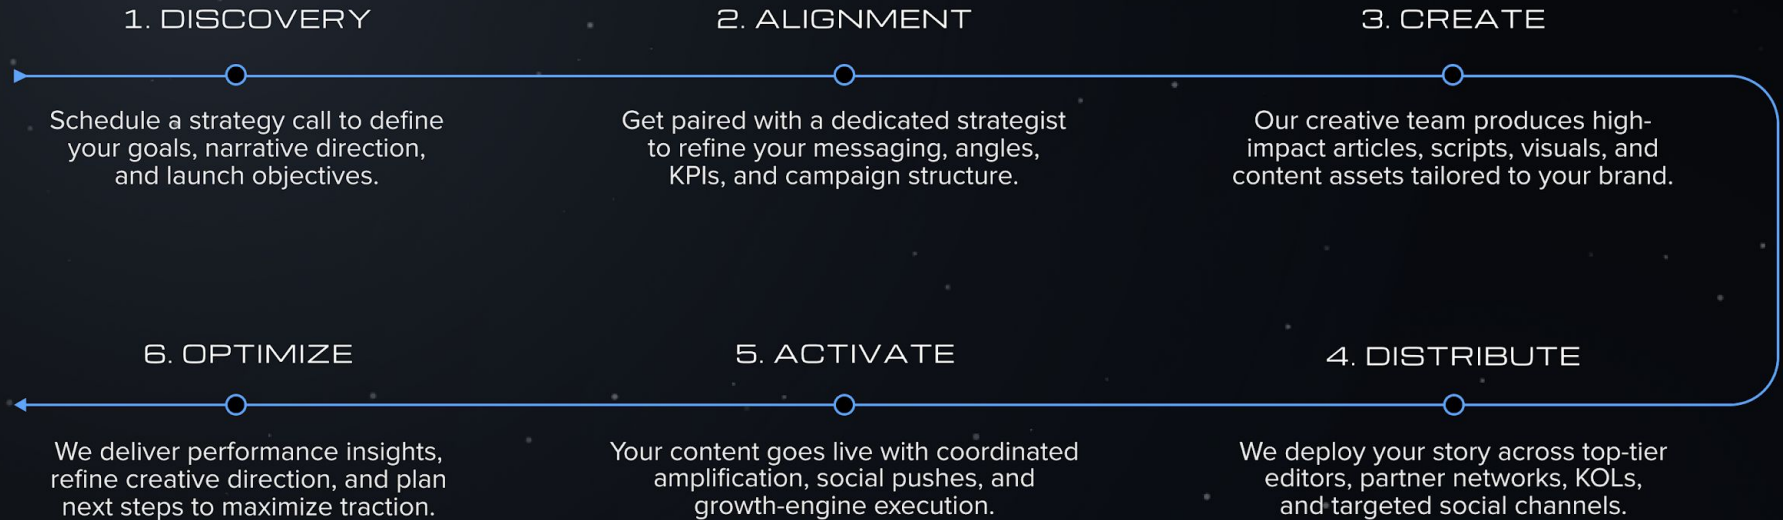 1. DISCOVERY
Schedule a strategy call to define
your goals, narrative direction,
and launch objectives.
2. ALIGNMENT
Get paired with a dedicated strategist
to refine your messaging, angles,
KPIs, and campaign structure.
3. CREATE
Our creative team produces high-
impact articles, scripts, visuals, and
content assets tailored to your brand.
4. DISTRIBUTE
We deploy your story across top-tier
editors, partner networks, KOLs,
and targeted social channels.
5. ACTIVATE
Your content goes live with coordinated
amplification, social pushes, and
growth-engine execution.
6. OPTIMIZE
We deliver performance insights,
refine creative direction, and plan
next steps to maximize traction.